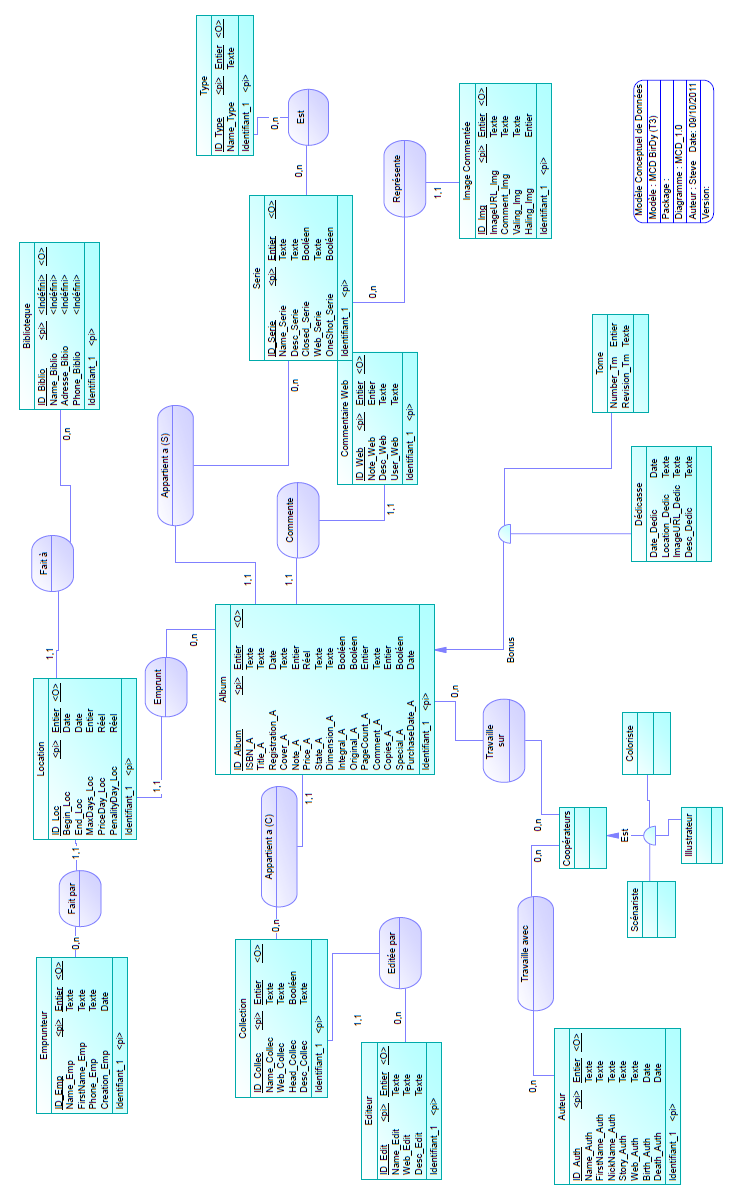 Type
ID_Type <pi> Entier <O>
Name_Type Texte
Identifiant_1 <pi>
0,n
Est
0,n
Image Commentée
ID_Img <pi> Entier <O>
ImageURL_Img Texte
Comment_Img Texte
Valing_Img Texte
Haling_Img Entier
Identifiant_1 <pi>
1,1
Représente
0,n
Modèle Conceptuel de Données
Modèle : MCD BirDy (T3)
Package :
Diagramme : MCD_1.0
Auteur : Steve Date: 09/10/2011
Version:
Serie
ID_Serie <pi> Entier <O>
Name_Serie Texte
Desc_Serie Texte
Closed_Serie Booléen
Web_Serie Texte
OneShot_Serie Booléen
Identifiant_1 <pi>
0,n
Biblioteque
ID_Biblio <pi> <Indéfini> <O>
Name_Biblio <Indéfini>
Adresse_Bibio <Indéfini>
Phone_Biblio <Indéfini>
Identifiant_1 <pi>
0,n
Commentaire Web
ID_Web <pi> Entier <O>
Note_Web Entier
Desc_Web Texte
User_Web Texte
Identifiant_1 <pi>
1,1
Tome
Number_Tm Entier
Revision_Tm Texte
Dédicasse
Date_Dedic Date
Location_Dedic Texte
ImageURL_Dedic Texte
Desc_Dedic Texte
Appartient a (S)
1,1
Commente
1,1
Fait à
1,1
Bonus
Album
ID_Album <pi> Entier <O>
ISBN_A Texte
Title_A Texte
Registration_A Date
Cover_A Texte
Note_A Entier
Price_A Réel
State_A Texte
Dimension_A Texte
Integral_A Booléen
Original_A Booléen
PageCount_A Entier
Comment_A Texte
Copies_A Entier
Special_A Booléen
PurchaseDate_A Date
Identifiant_1 <pi>
0,n
Emprunt
1,1
Location
ID_Loc <pi> Entier <O>
Begin_Loc Date
End_Loc Date
MaxDays_Loc Entier
PriceDay_Loc Réel
PenalityDay_Loc Réel
Identifiant_1 <pi>
1,1
Fait par
0,n
0,n
Travaille
sur
0,n
Coloriste
Coopérateurs
Est
Illustrateur
Scénariste
0,n
Travaille avec
0,n
1,1
Appartient a (C)
0,n
Emprunteur
ID_Emp <pi> Entier <O>
Name_Emp Texte
FirstName_Emp Texte
Phone_Emp Texte
Creation_Emp Date
Identifiant_1 <pi>
Collection
ID_Collec <pi> Entier <O>
Name_Collec Texte
Web_Collec Texte
Head_Collec Booléen
Desc_Collec Texte
Identifiant_1 <pi>
1,1
Editée par
0,n
Editeur
ID_Edit <pi> Entier <O>
Name_Edit Texte
Web_Edit Texte
Desc_Edit Texte
Identifiant_1 <pi>
Auteur
ID_Auth <pi> Entier <O>
Name_Auth Texte
FirstName_Auth Texte
NickName_Auth Texte
Story_Auth Texte
Web_Auth Texte
Birth_Auth Date
Death_Auth Date
Identifiant_1 <pi>